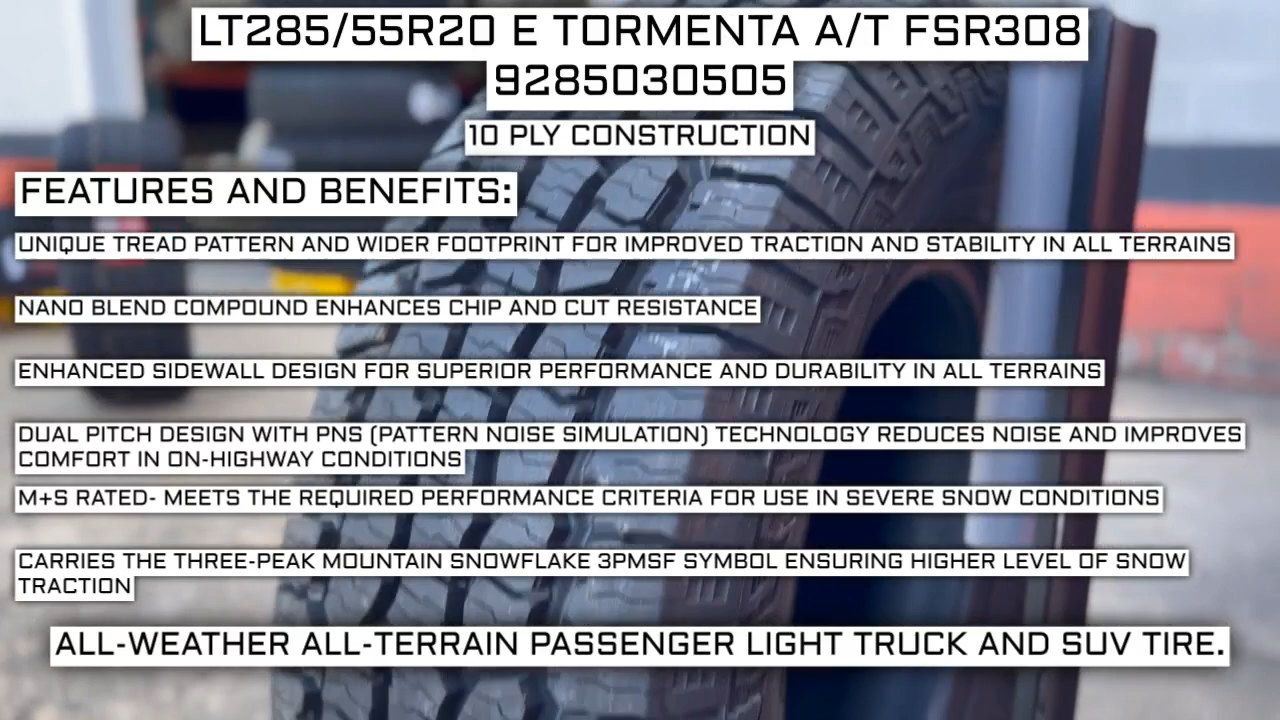 LT285/55R20 E TORMENTA A/T FSR308
9285030505
10 PLY CONSTRUCTION
FEATURES AND BENEFITS:
UNIQUE TREAD PATTERN AND WIDER FOOTPRINT FOR IMPROVED TRACTION AND STABILITY IN ALL TERRAINS
NANO BLEND COMPOUND ENHANCES CHIP AND CUT RESISTANCE
ENHANCED SIDEWALL DESIGN FOR SUPERIOR PERFORMANCE AND DURABILITY IN ALL TERRAINS
DUAL PITCH DESIGN WITH PNS (PATTERN NOISE SIMULATION) TECHNOLOGY REDUCES NOISE AND IMPROVES
COMFORT IN ON-HIGHWAY CONDITIONS
M+S RATED- MEETS THE REQUIRED PERFORMANCE CRITERIA FOR USE IN SEVERE SNOW CONDITIONS
CARRIES THE THREE-PEAK MOUNTAIN SNOWFLAKE 3PMSF SYMBOL ENSURING HIGHER LEVEL OF SNOW
TRACTION
ALL-WEATHER ALL-TERRAIN PASSENGER LIGHT TRUCK AND SUV TIRE.